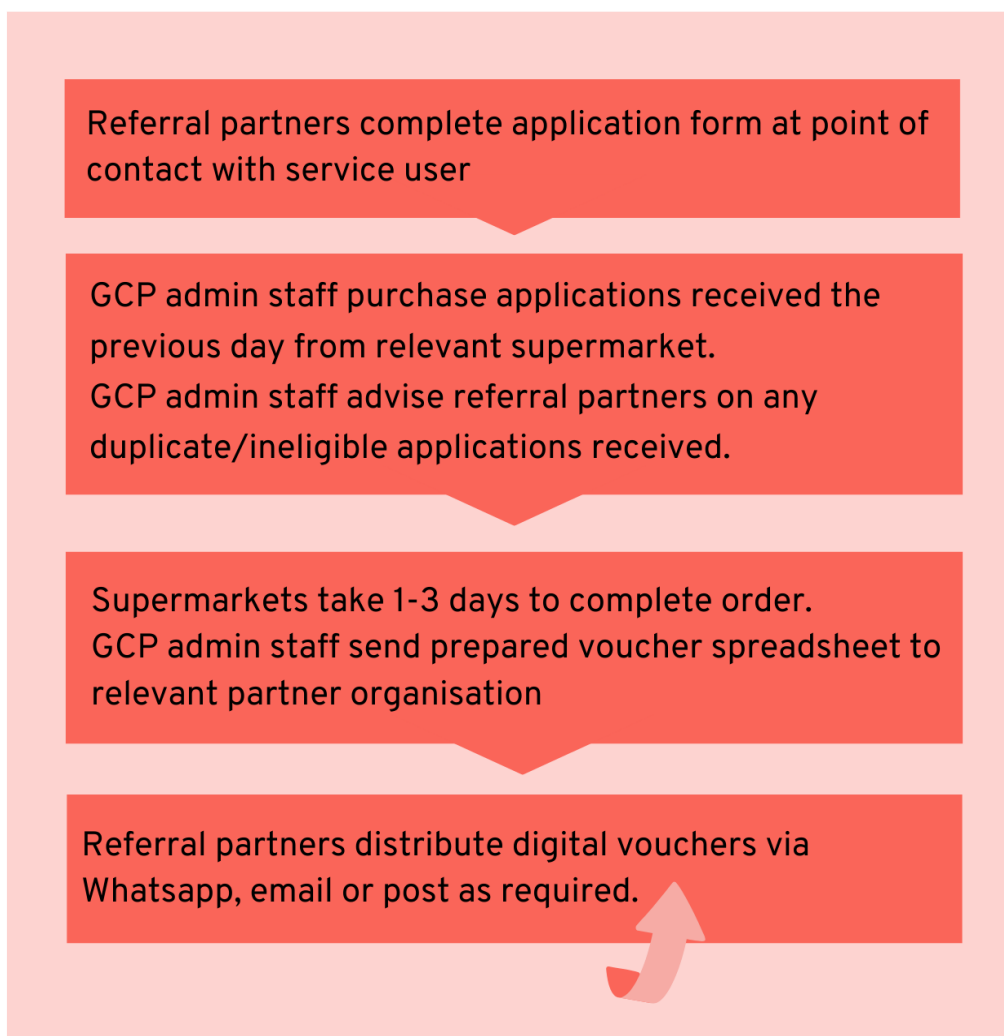 Referral partners complete application form at point of
contact with service user
GCP admin staff purchase applications received the
previous day from relevant supermarket.
GCP admin staff advise referral partners on any
duplicate/ineligible applications received.
Supermarkets take 1-3 days to complete order.
GCP admin staff send prepared voucher spreadsheet to
relevant partner organisation
Referral partners distribute digital vouchers via
Whatsapp, email or post as required.